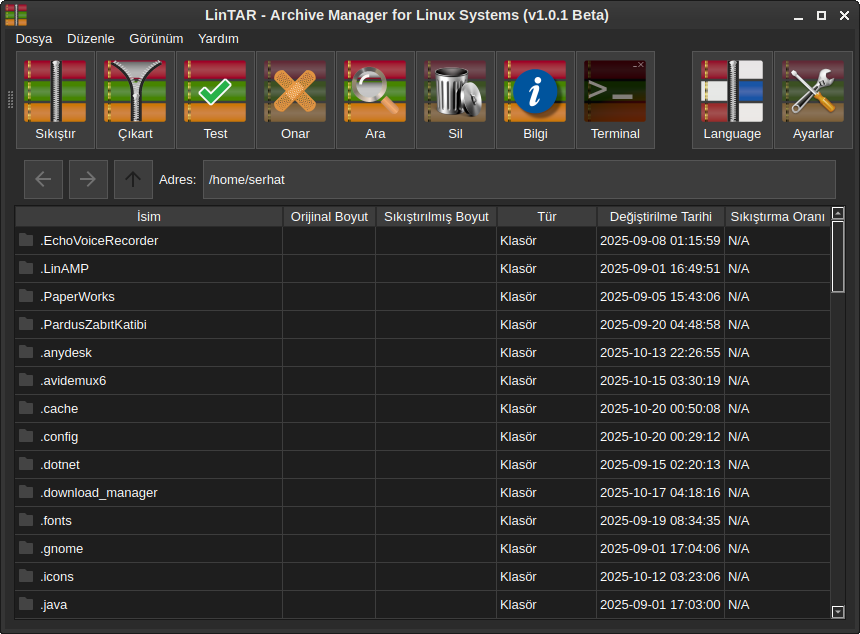 LinTAR - Archive Manager for Linux Systems (v1.0.1 Beta)
Dosya Düzenle Görünüm Yardım
Sıkıştır Çıkart Test Onar Ara Sil Bilgi Terminal Language Ayarlar
Adres: /home/serhat
İsim Orijinal Boyut Sıkıştırılmış Boyut Tür Değiştirilme Tarihi Sıkıştırma Oranı
.EchoVoiceRecorder Klasör 2025-09-08 01:15:59 N/A
.LinAMP Klasör 2025-09-01 16:49:51 N/A
.PaperWorks Klasör 2025-09-05 15:43:06 N/A
.PardusZabıtKatibi Klasör 2025-09-20 04:48:58 N/A
.anydesk Klasör 2025-10-13 22:26:55 N/A
.avidemux6 Klasör 2025-10-15 03:30:19 N/A
.cache Klasör 2025-10-20 00:50:08 N/A
.config Klasör 2025-10-20 00:29:12 N/A
.dotnet Klasör 2025-09-15 02:20:13 N/A
.download_manager Klasör 2025-10-17 04:18:16 N/A
.fonts Klasör 2025-09-19 08:34:35 N/A
.gnome Klasör 2025-09-01 17:04:06 N/A
.icons Klasör 2025-10-12 03:23:06 N/A
.java Klasör 2025-09-01 17:03:00 N/A